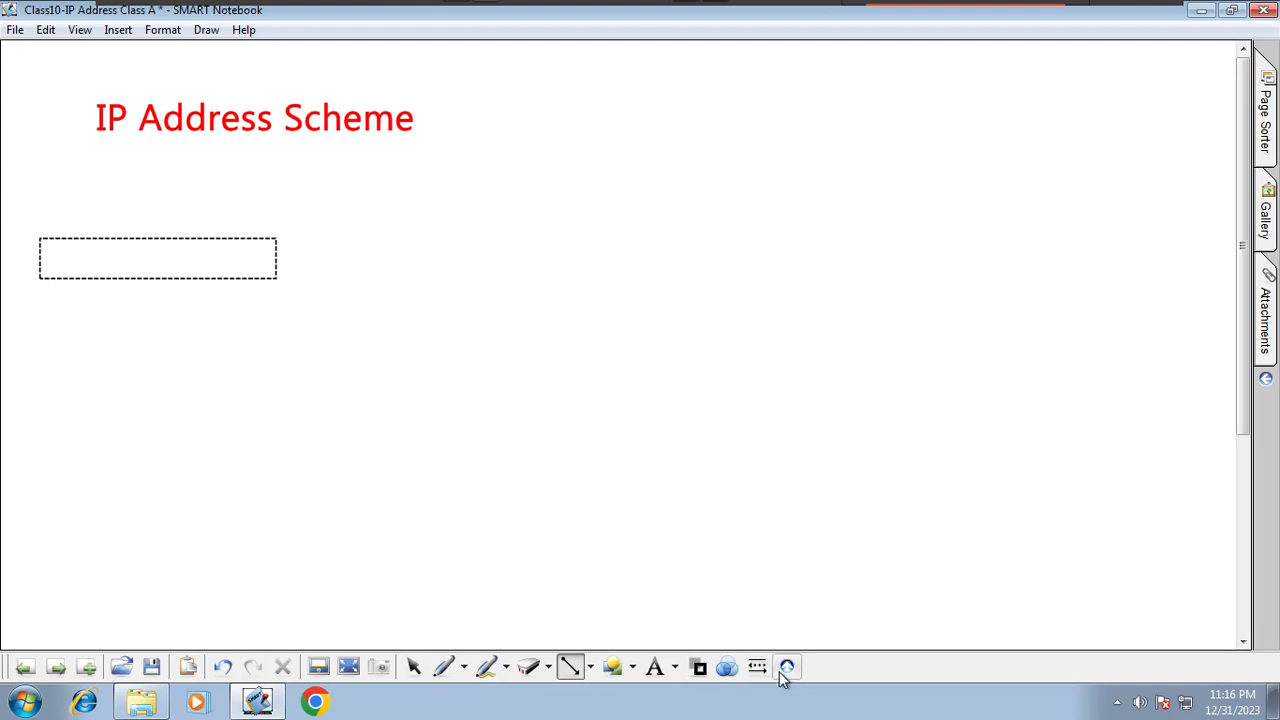 Class10-IP Address Class A * - SMART Notebook
File Edit View Insert Format Draw Help
IP Address Scheme
Page Sorter
Gallery
Attachments
A
11:16 PM
12/31/2023